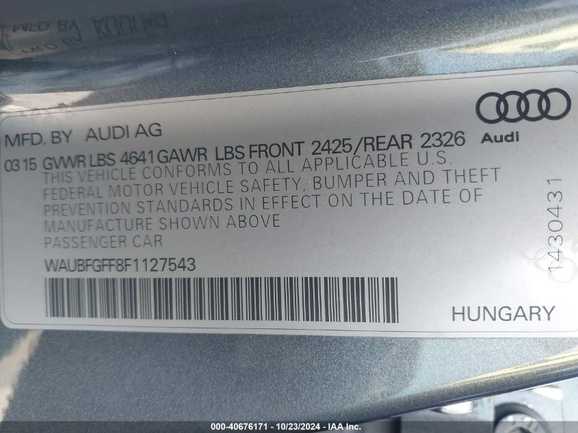 MFD. BY AUDI AG
03 15 GVWR LBS 4641 GAWR LBS FRONT 2425/REAR 2326
Audi
THIS VEHICLE CONFORMS TO ALL APPLICABLE U.S.
FEDERAL MOTOR VEHICLE SAFETY, BUMPER AND THEFT
PREVENTION STANDARDS IN EFFECT ON THE DATE OF
MANUFACTURE SHOWN ABOVE
PASSENGER CAR
WAUBFGFF8F1127543
1430431
HUNGARY
000-40676171 | 10/23/2024 | IAA Inc.